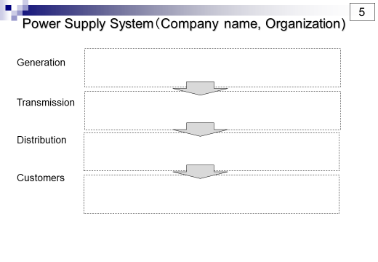 5
Power Supply System（Company name, Organization)
Generation
Transmission
Distribution
Customers